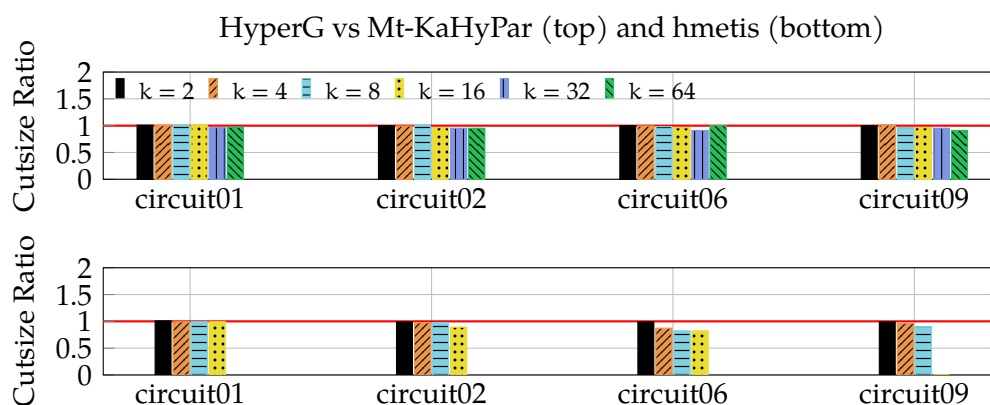 HyperG vs Mt-KaHyPar (top) and hmetis (bottom)
Cutsize Ratio
2
1.5
1
0.5
0
k = 2 k = 4 k = 8 k = 16 k = 32 k = 64
circuit01 circuit02 circuit06 circuit09
Cutsize Ratio
2
1.5
1
0.5
0
circuit01 circuit02 circuit06 circuit09